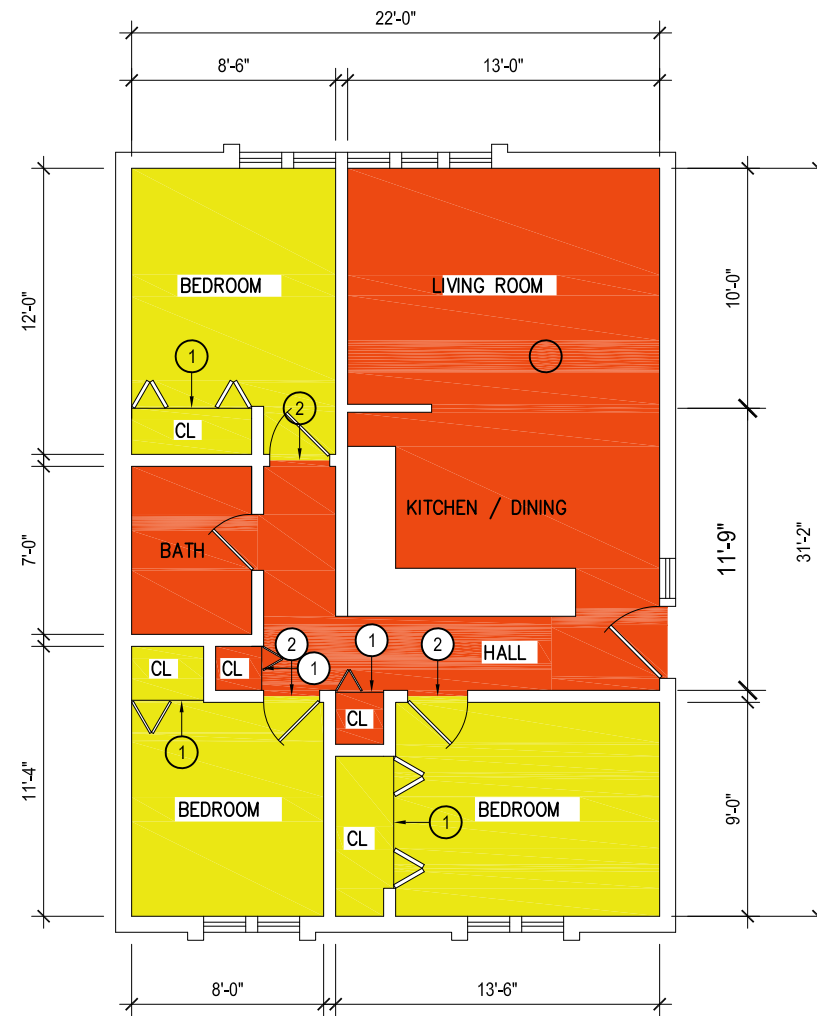 22'-0"
8'-6"
13'-0"
12'-0"
10'-0"
BEDROOM
LIVING ROOM
1
2
CL
KITCHEN / DINING
7'-0"
BATH
11'-9"
31'-2"
2
1
2
HALL
CL
CL
1
CL
1
11'-4"
BEDROOM
BEDROOM
9'-0"
1
CL
8'-0"
13'-6"